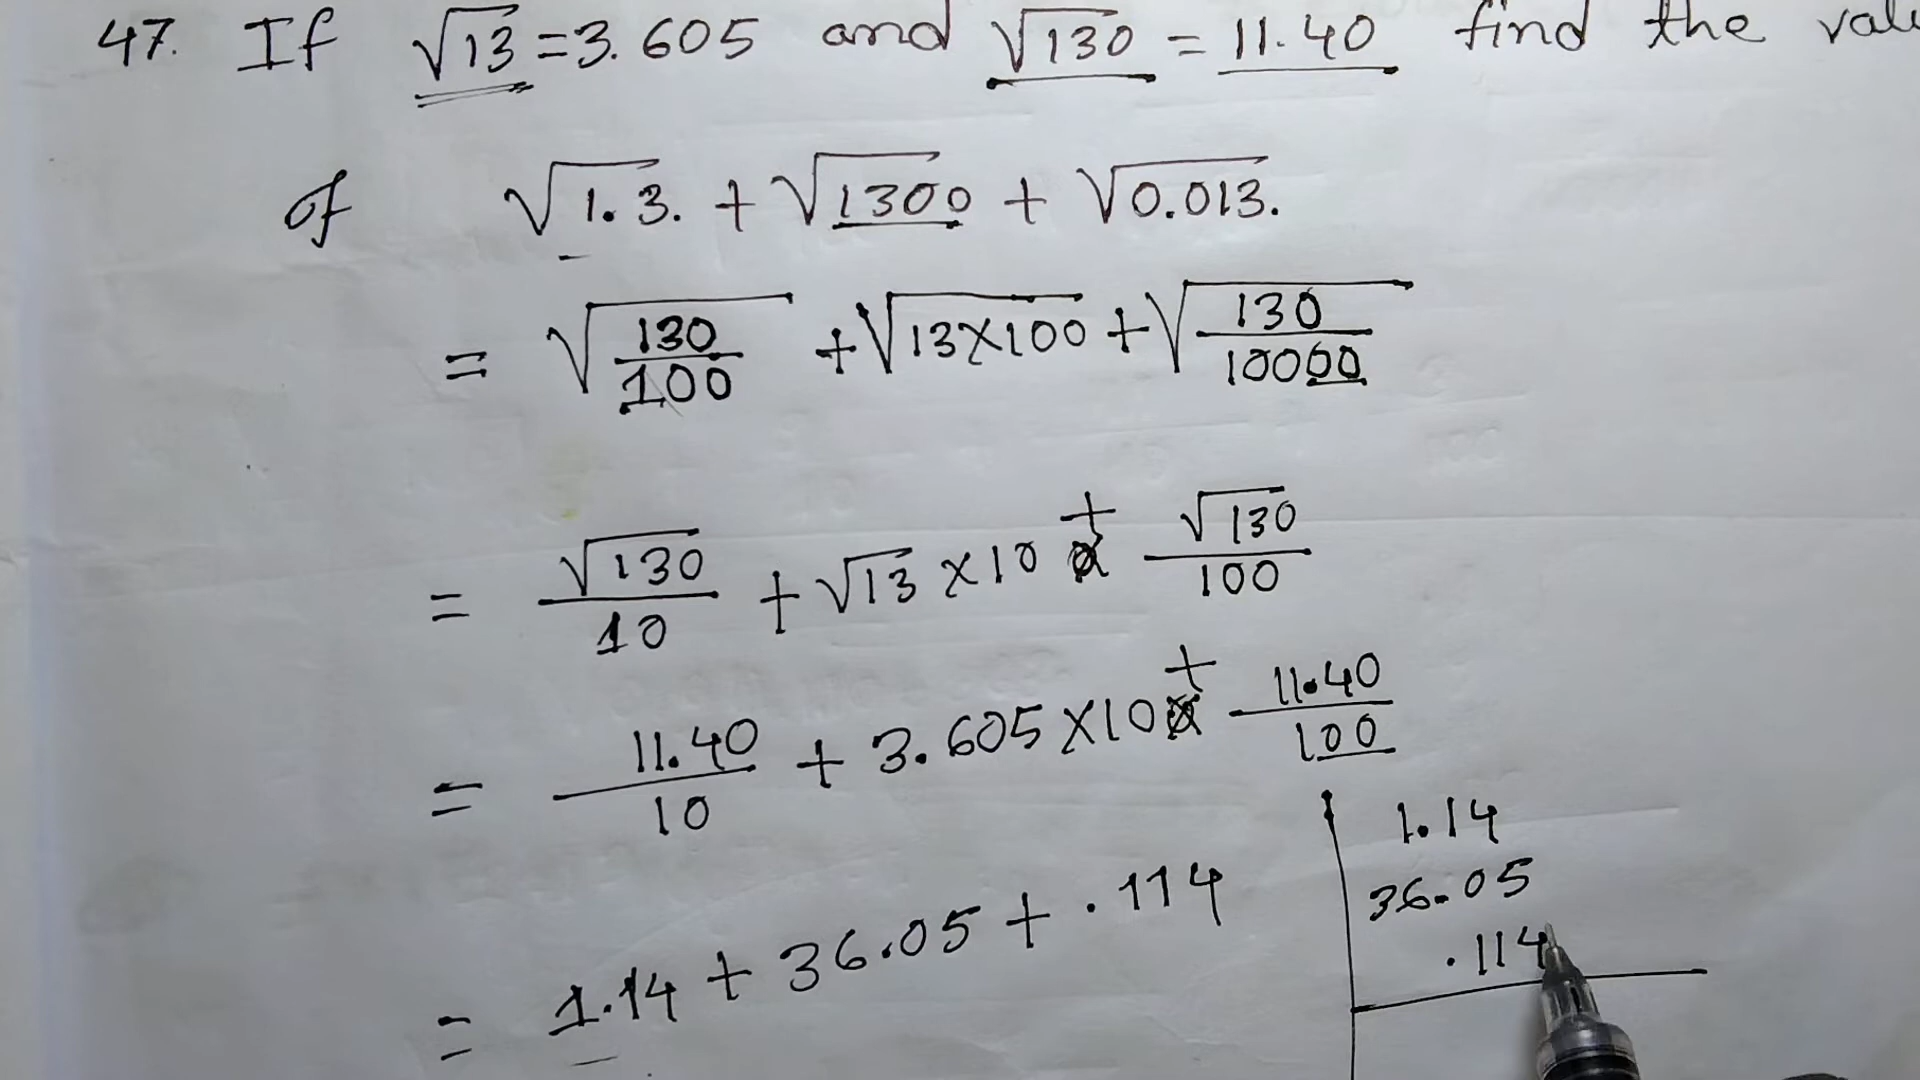 47. If √13 = 3.605 and √130 = 11.40 find the
of √1.3. + √1300 + √0.013.
= √(130/100) + √13×100 + √(130/10000)
= √130/10 + √13 ×10 + √130/100
= 11.40/10 + 3.605×10 + 11.40/100
= 1.14 + 36.05 + .114
1.14
36.05
.114